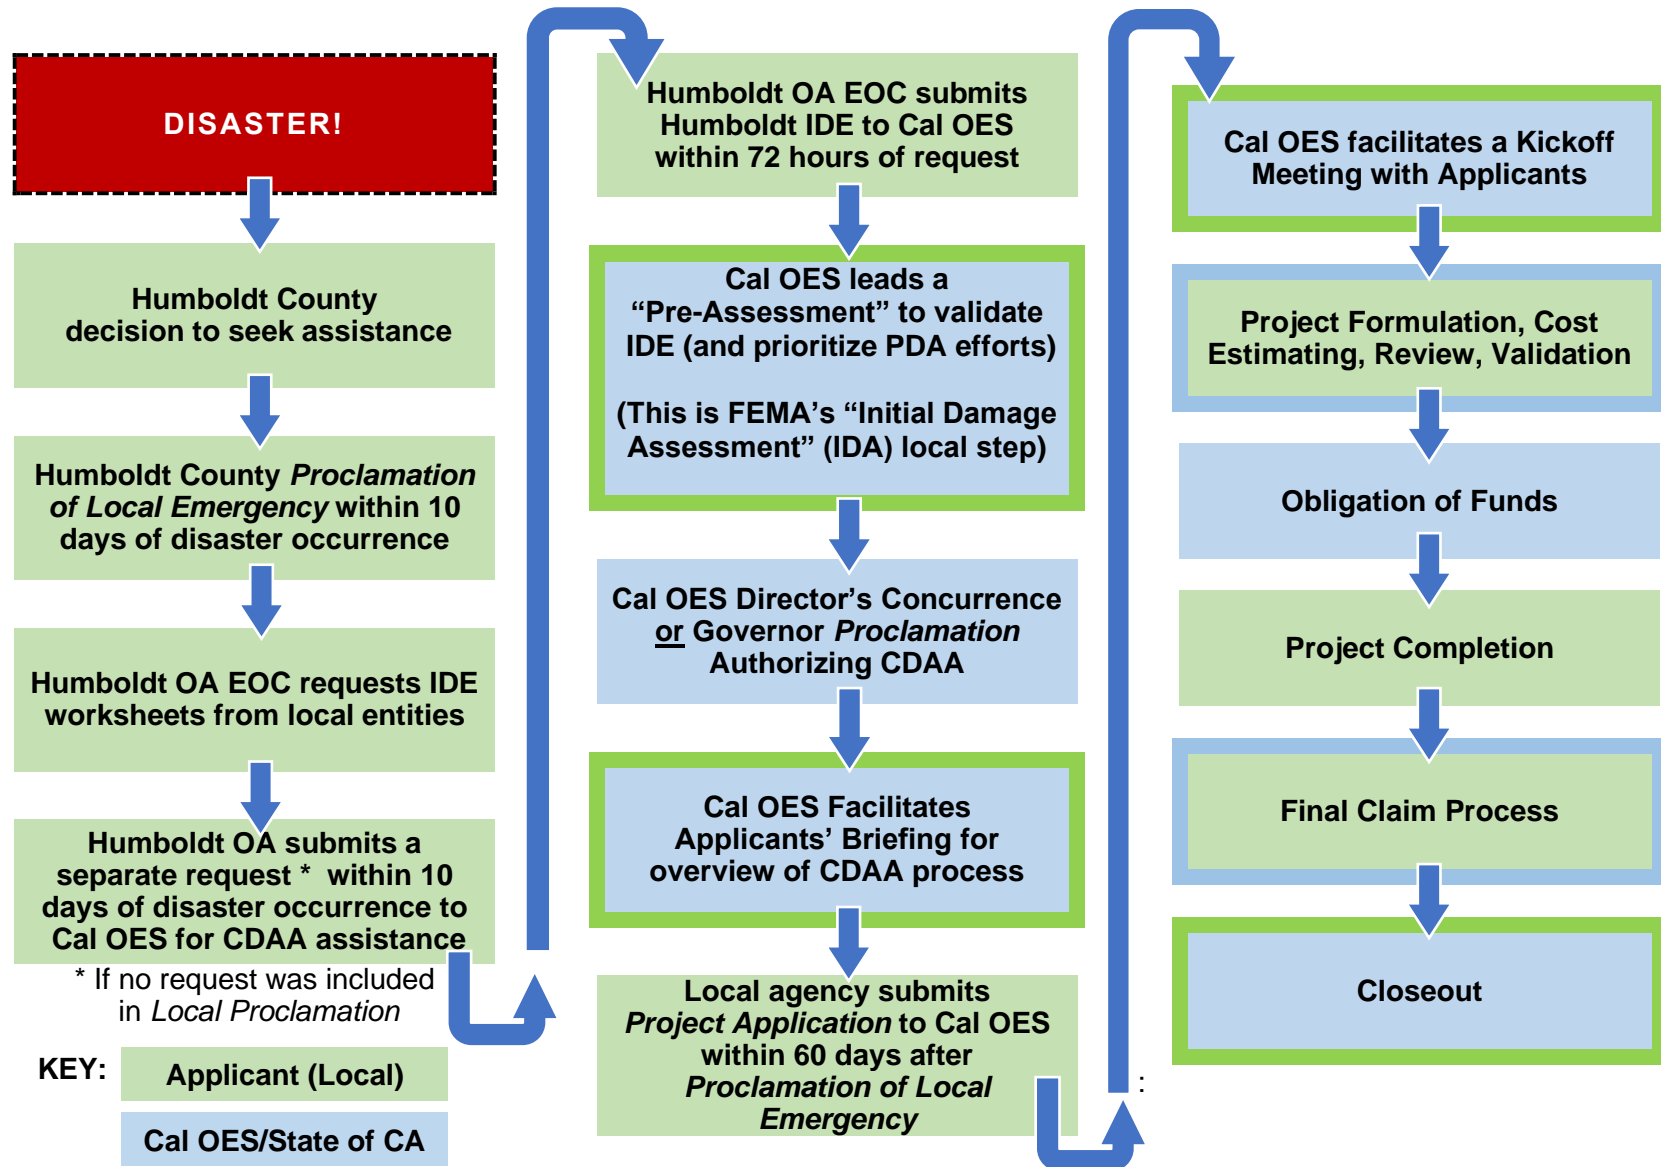 DISASTER!
Humboldt County
decision to seek assistance
Humboldt County Proclamation
of Local Emergency within 10
days of disaster occurrence
Humboldt OA EOC requests IDE
worksheets from local entities
Humboldt OA submits a
separate request * within 10
days of disaster occurrence to
Cal OES for CDAA assistance
* If no request was included
in Local Proclamation
KEY:
Applicant (Local)
Cal OES/State of CA
Humboldt OA EOC submits
Humboldt IDE to Cal OES
within 72 hours of request
Cal OES leads a
“Pre-Assessment” to validate
IDE (and prioritize PDA efforts)
(This is FEMA’s “Initial Damage
Assessment” (IDA) local step)
Cal OES Director’s Concurrence
or Governor Proclamation
Authorizing CDAA
Cal OES Facilitates
Applicants’ Briefing for
overview of CDAA process
Local agency submits
Project Application to Cal OES
within 60 days after
Proclamation of Local
Emergency
:
Cal OES facilitates a Kickoff
Meeting with Applicants
Project Formulation, Cost
Estimating, Review, Validation
Obligation of Funds
Project Completion
Final Claim Process
Closeout